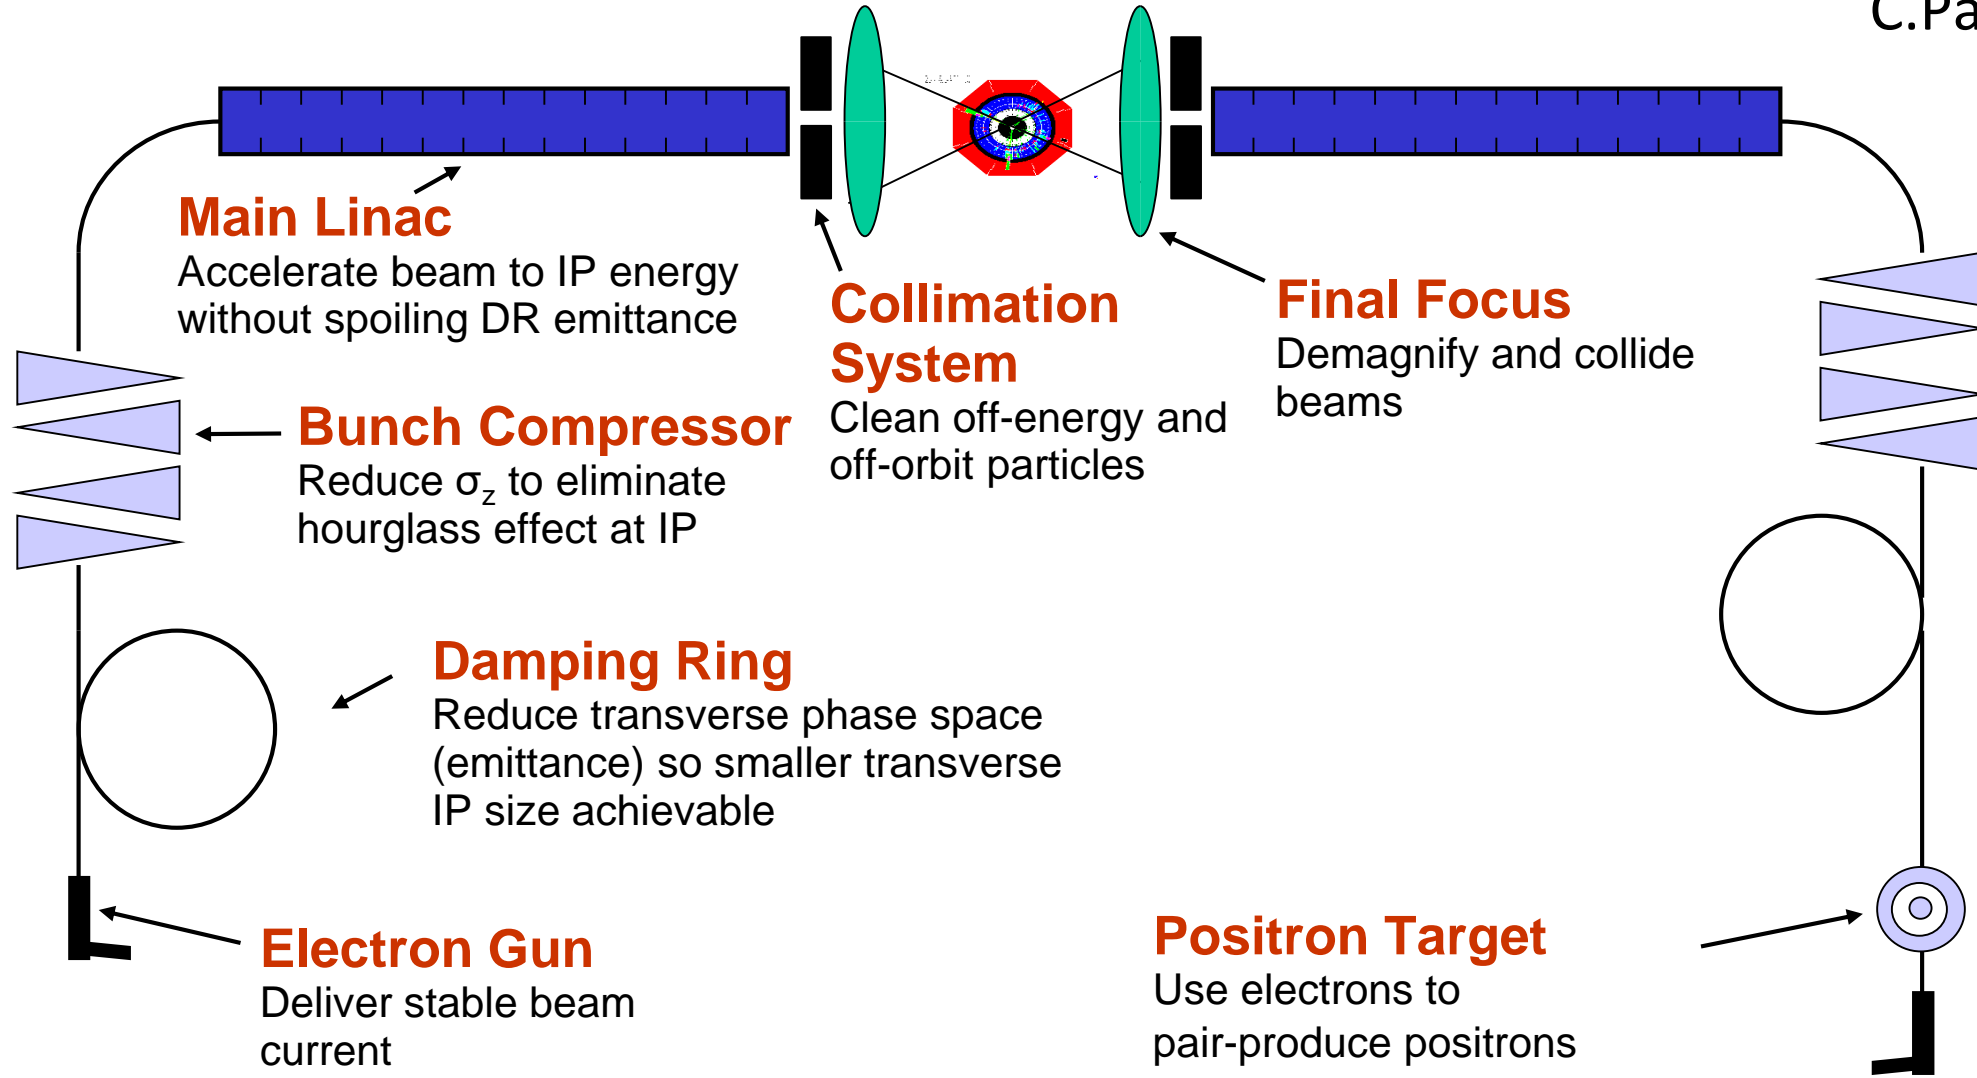 C.Pa
Main Linac
Accelerate beam to IP energy
without spoiling DR emittance
Collimation
System
Clean off-energy and
off-orbit particles
Final Focus
Demagnify and collide
beams
Bunch Compressor
Reduce σz to eliminate
hourglass effect at IP
Damping Ring
Reduce transverse phase space
(emittance) so smaller transverse
IP size achievable
Electron Gun
Deliver stable beam
current
Positron Target
Use electrons to
pair-produce positrons